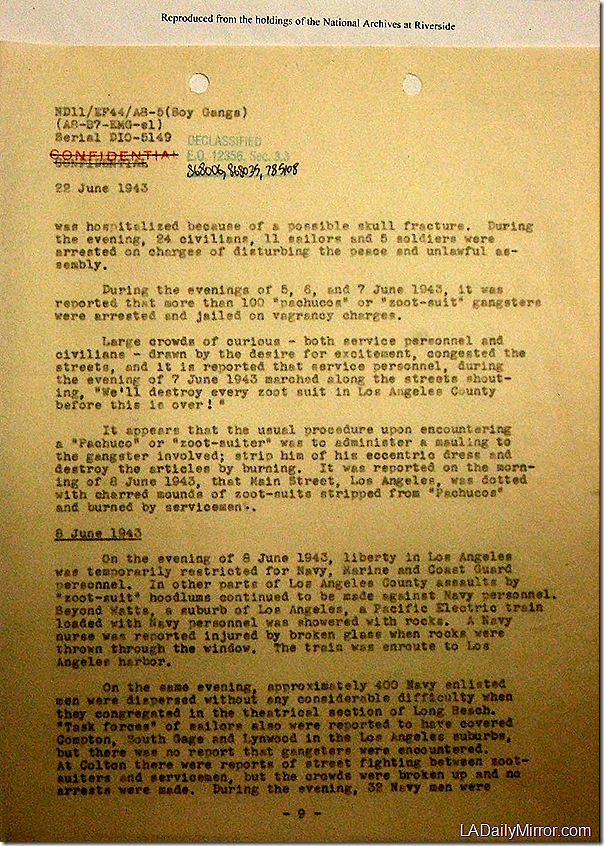 Reproduced from the holdings of the National Archives at Riverside
ND11/EF44/A8-5(Boy Gangs)
(A8-B7-EMG-el)
Serial DIO-5149
DECLASSIFIED
CONFIDENTIAL
E.O. 12356, Sec. 3.3
CONFIDENTIAL
868006, 868035, 785108
22 June 1943
was hospitalized because of a possible skull fracture. During
the evening, 24 civilians, 11 sailors and 5 soldiers were
arrested on charges of disturbing the peace and unlawful as-
sembly.
During the evenings of 5, 6, and 7 June 1943, it was
reported that more than 100 "pachucos" or "zoot-suit" gangsters
were arrested and jailed on vagrancy charges.
Large crowds of curious - both service personnel and
civilians - drawn by the desire for excitement, congested the
streets, and it is reported that service personnel, during
the evening of 7 June 1943 marched along the streets shout-
ing, "We'll destroy every zoot suit in Los Angeles County
before this is over!"
It appears that the usual procedure upon encountering
a "Pachuco" or "zoot-suiter" was to administer a mauling to
the gangster involved; strip him of his eccentric dress and
destroy the articles by burning. It was reported on the morn-
ing of 8 June 1943, that Main Street, Los Angeles, was dotted
with charred mounds of zoot-suits stripped from "Pachucos"
and burned by servicemen..
8 June 1943
On the evening of 8 June 1943, liberty in Los Angeles
was temporarily restricted for Navy, Marine and Coast Guard
personnel. In other parts of Los Angeles County assaults by
"zoot-suit" hoodlums continued to be made against Navy personnel.
Beyond Watts, a suburb of Los Angeles, a Pacific Electric train
loaded with Navy personnel was showered with rocks. A Navy
nurse was reported injured by broken glass when rocks were
thrown through the window. The train was enroute to Los
Angeles harbor.
On the same evening, approximately 400 Navy enlisted
men were dispersed without any considerable difficulty when
they congregated in the theatrical section of Long Beach.
"Task forces" of sailors also were reported to have covered
Compton, South Gage and Lynwood in the Los Angeles suburbs,
but there was no report that gangsters were encountered.
At Colton there were reports of street fighting between zoot-
suiters and servicemen, but the crowds were broken up and no
arrests were made. During the evening, 32 Navy men were
- 9 -
LADailyMirror.com